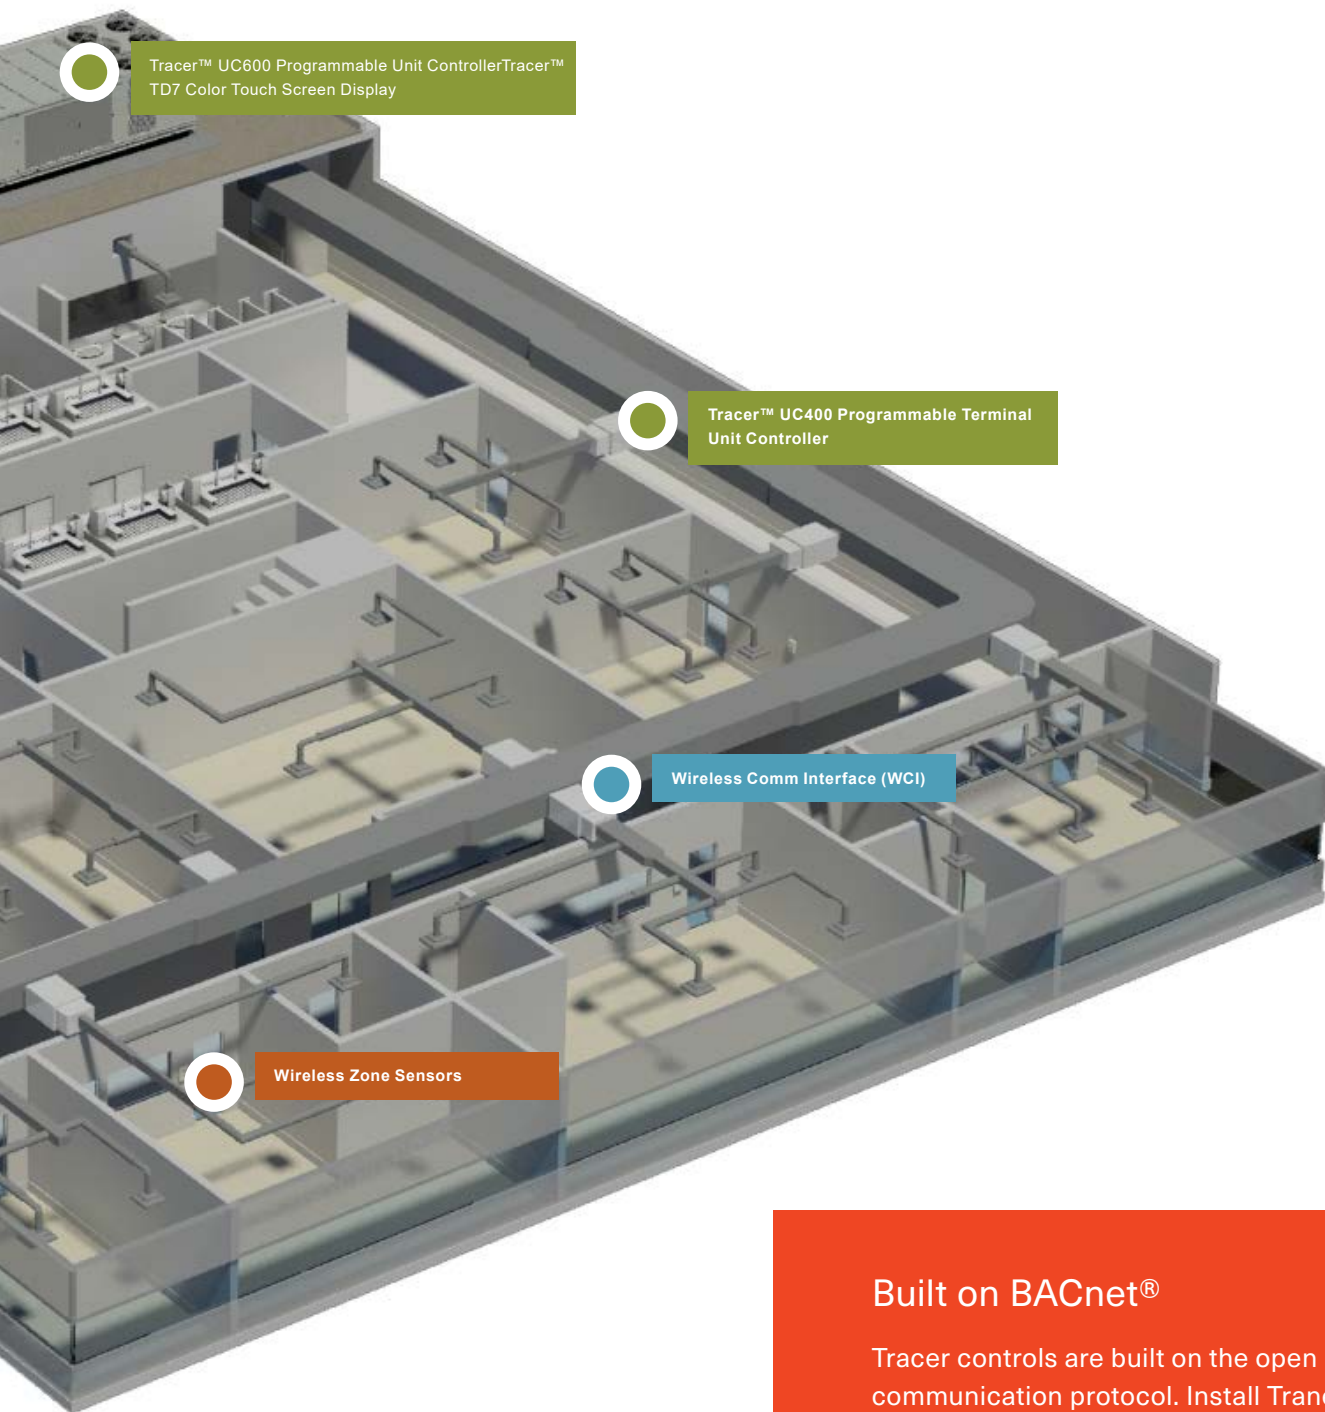 Tracer™ UC600 Programmable Unit ControllerTracer™
TD7 Color Touch Screen Display
Tracer™ UC400 Programmable Terminal
Unit Controller
Wireless Comm Interface (WCI)
Wireless Zone Sensors
Built on BACnet®
Tracer controls are built on the open
communication protocol. Install